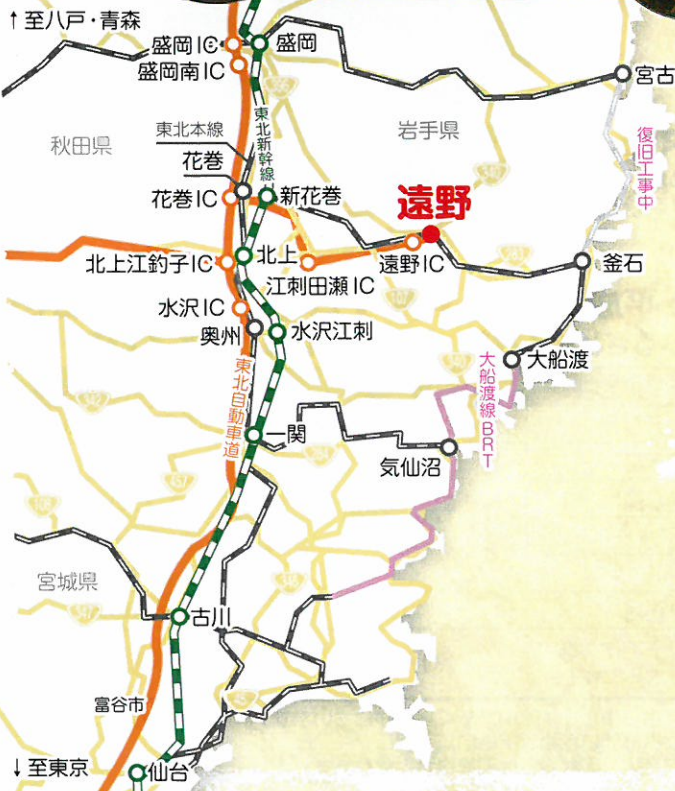 ↑至八戸・青森
盛岡IC
盛岡
盛岡南IC
宮古
東北新幹線
東北本線
岩手県
秋田県
復旧工事中
花巻
花巻IC
新花巻
遠野
北上江釣子IC
北上
江刺田瀬IC
遠野IC
釜石
水沢IC
奥州
水沢江刺
大船渡
東北自動車道
大船渡線BRT
一関
気仙沼
宮城県
古川
富谷市
↓至東京
仙台